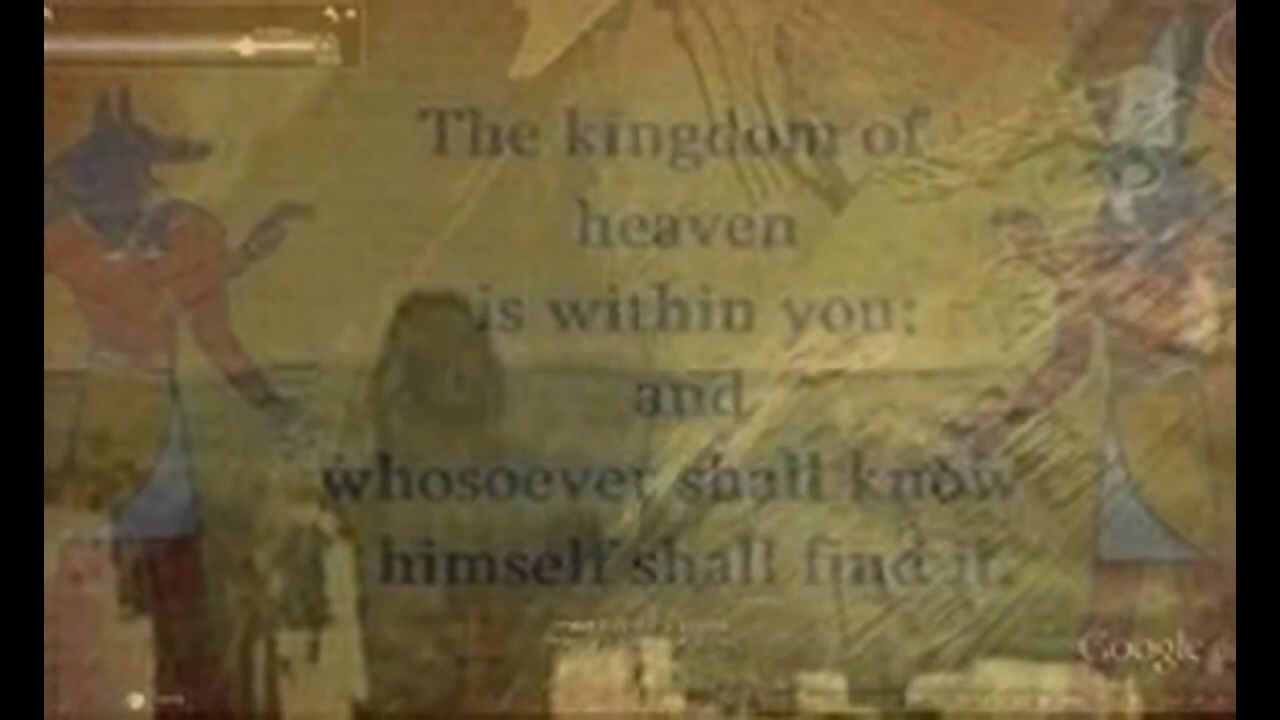 The kingdom of
heaven
is within you;
and
whosoever shall know
himself shall find it.
Google